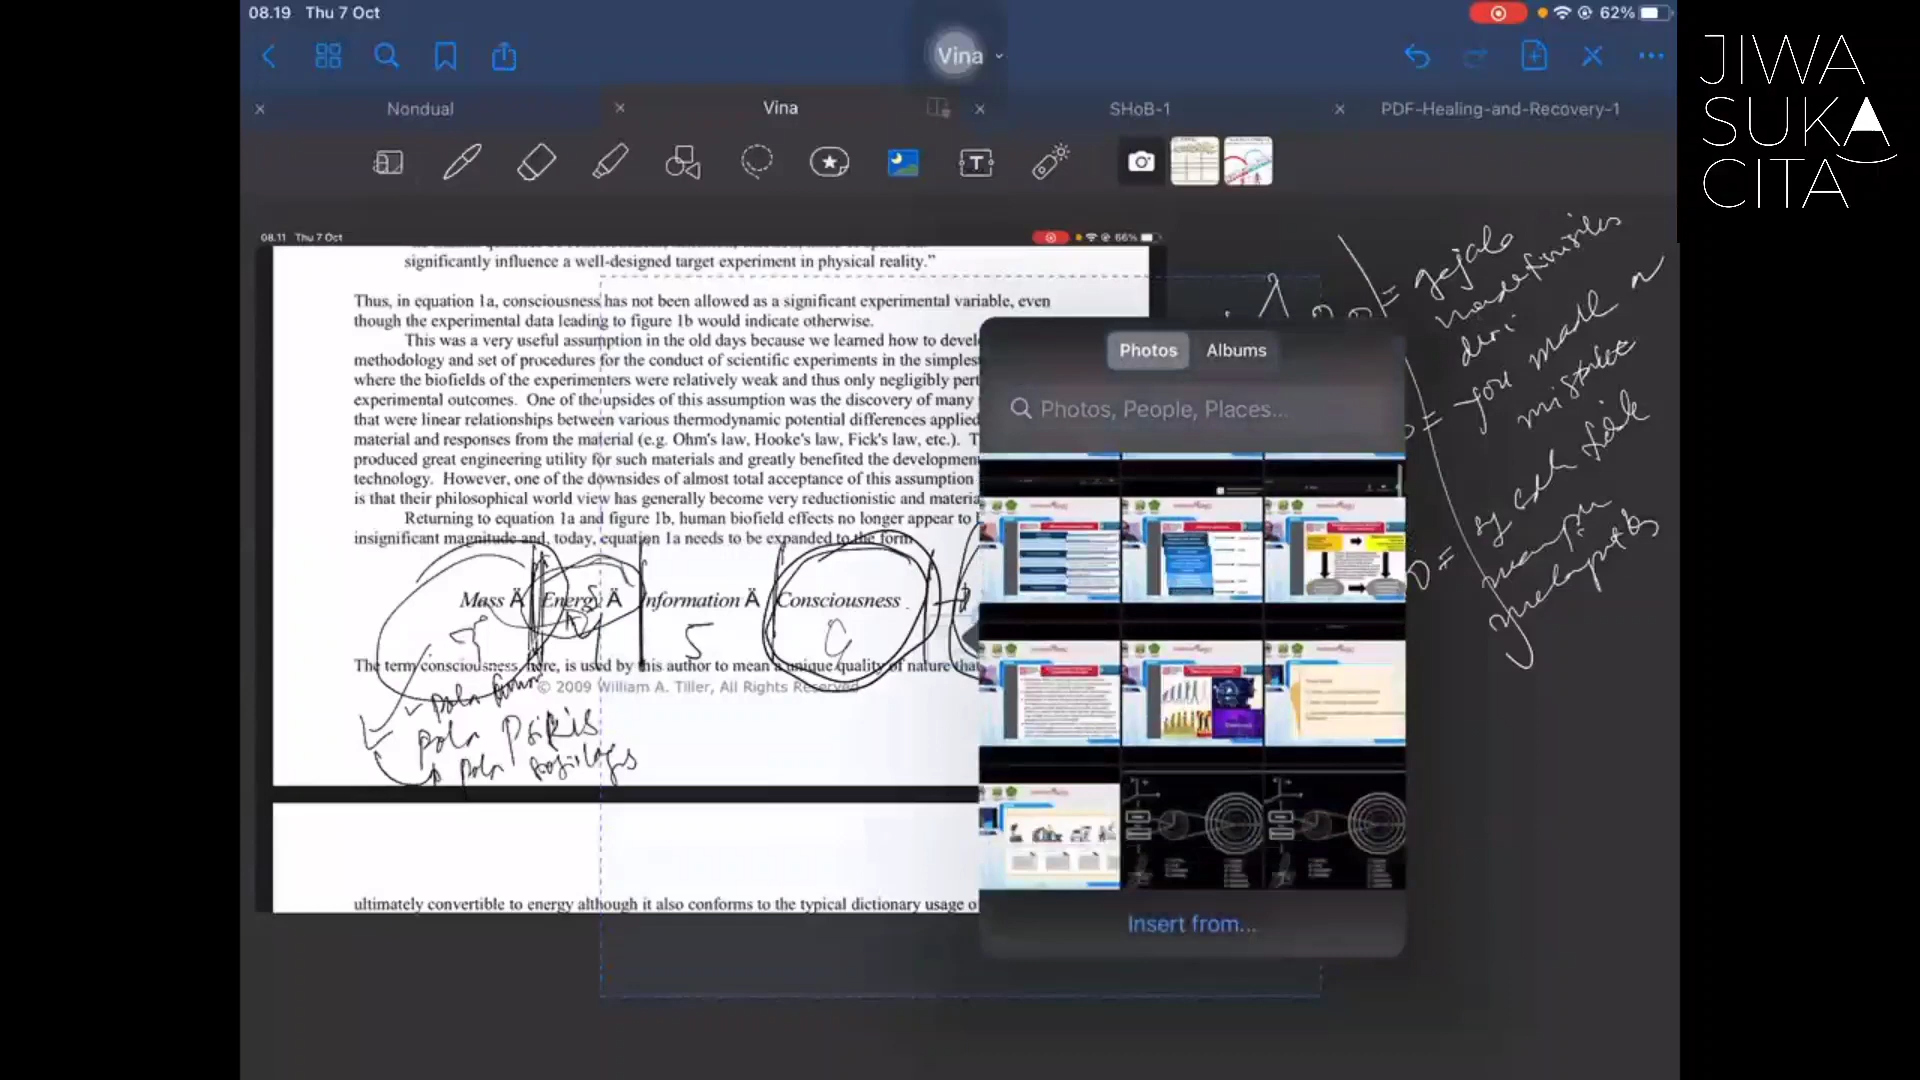 08.19 Thu 7 Oct
62%
JIWA
SUKA
CITA
Vina
Nondual
Vina
SHoB-1
PDF-Healing-and-Recovery-1
08.11 Thu 7 Oct
66%
significantly influence a well-designed target experiment in physical reality.”
Thus, in equation 1a, consciousness has not been allowed as a significant experimental variable, even
though the experimental data leading to figure 1b would indicate otherwise.
This was a very useful assumption in the old days because we learned how to devel
methodology and set of procedures for the conduct of scientific experiments in the simples
where the biofields of the experimenters were relatively weak and thus only negligibly pert
experimental outcomes. One of the upsides of this assumption was the discovery of many
that were linear relationships between various thermodynamic potential differences applied
material and responses from the material (e.g. Ohm's law, Hooke's law, Fick's law, etc.). T
produced great engineering utility for such materials and greatly benefited the development
technology. However, one of the downsides of almost total acceptance of this assumption
is that their philosophical world view has generally become very reductionistic and materia
Returning to equation 1a and figure 1b, human biofield effects no longer appear to
insignificant magnitude and, today, equation 1a needs to be expanded to the form
Mass Ä Energy Ä Information Ä Consciousness
The term consciousness, here, is used by this author to mean a unique quality of nature that
© 2009 William A. Tiller, All Rights Reserved
pola
pola Psikis
pola
ultimately convertible to energy although it also conforms to the typical dictionary usage o
Photos
Albums
Photos, People, Places...
Insert from...
gejala
dari
you made a
mistake